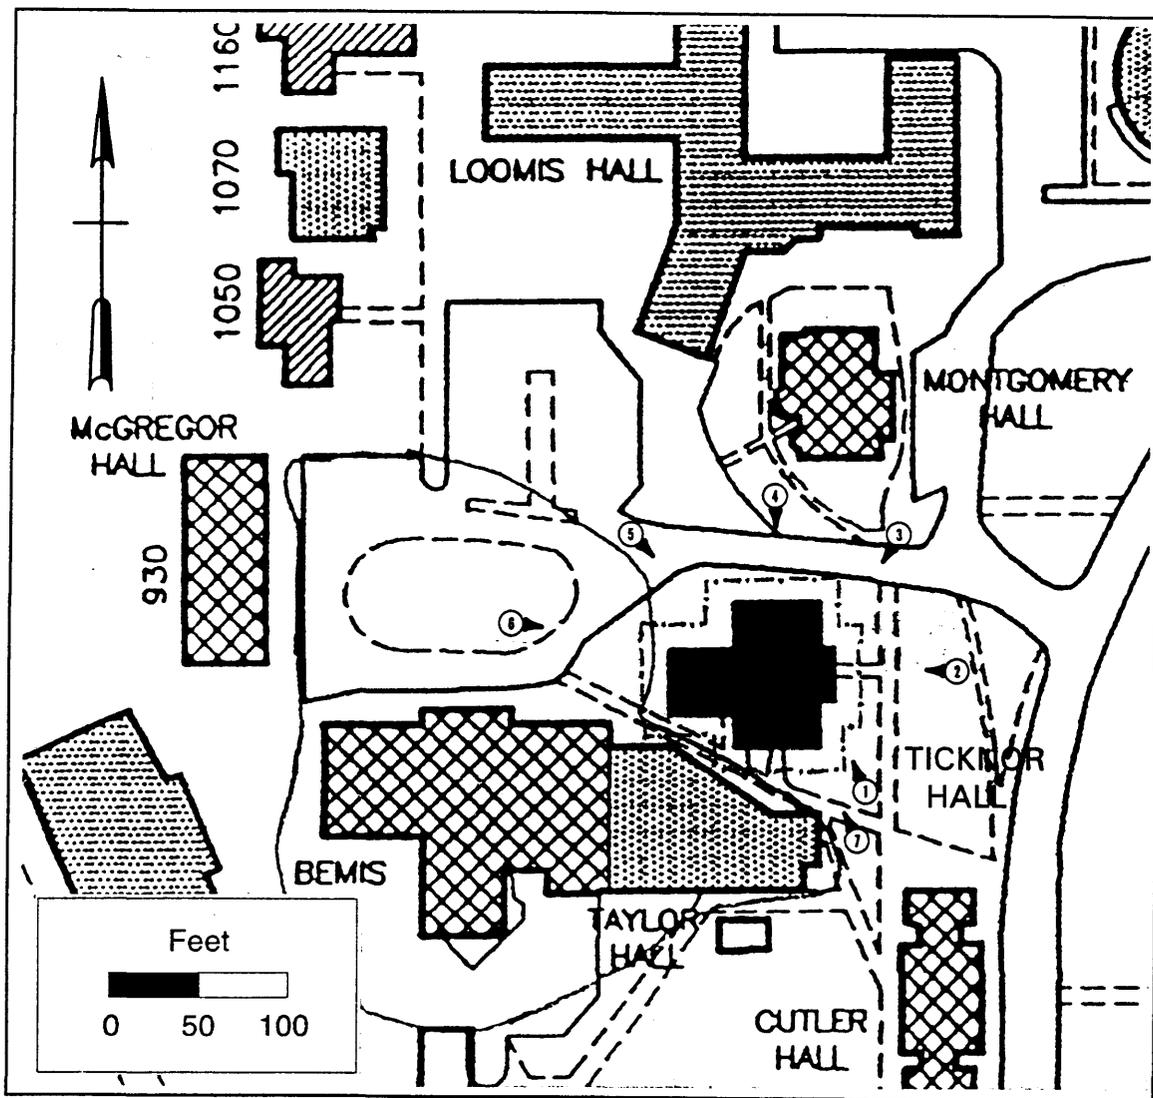 1160
1070
LOOMIS HALL
1050
MONTGOMERY
HALL
McGREGOR
HALL
4
5
3
930
6
2
TICKNOR
HALL
1
7
BEMIS
TAYLOR
HALL
Feet
0 50 100
CUTLER
HALL